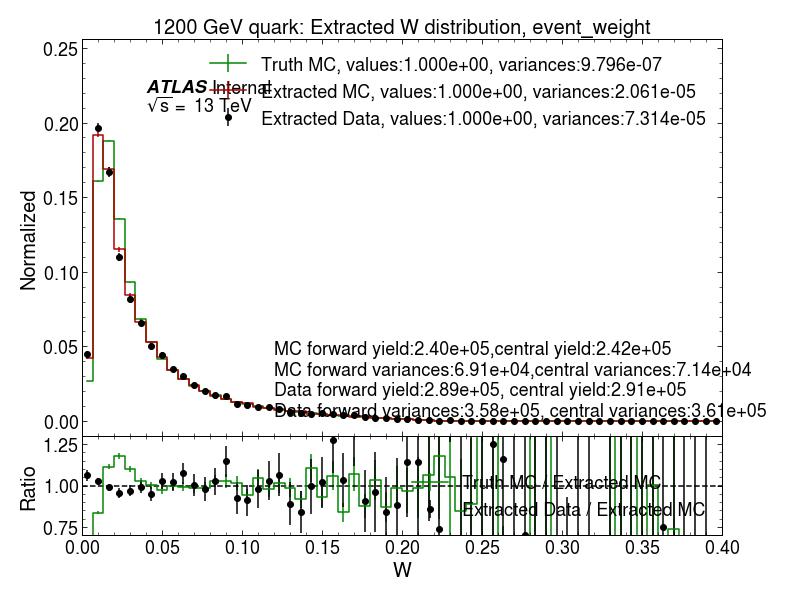 1200 GeV quark: Extracted W distribution, event_weight
Truth MC, values:1.000e+00, variances:9.796e-07
ATLAS Internal
Extracted MC, values:1.000e+00, variances:2.061e-05
√s = 13 TeV
Extracted Data, values:1.000e+00, variances:7.314e-05
Normalized
0.25
0.20
0.15
0.10
0.05
0.00
MC forward yield:2.40e+05,central yield:2.42e+05
MC forward variances:6.91e+04,central variances:7.14e+04
Data forward yield:2.89e+05, central yield:2.91e+05
Data forward variances:3.58e+05, central variances:3.61e+05
Ratio
1.25
1.00
0.75
Truth MC / Extracted MC
Extracted Data / Extracted MC
0.00 0.05 0.10 0.15 0.20 0.25 0.30 0.35 0.40
W